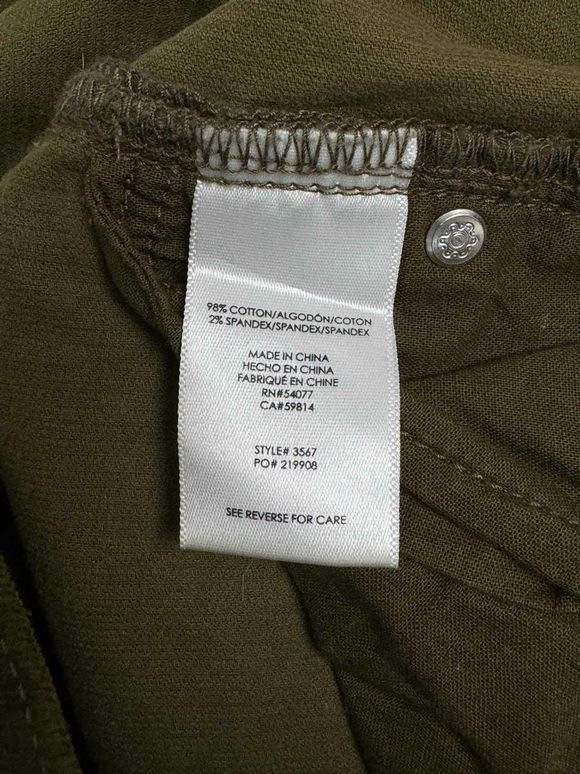 98% COTTON/ALGODÓN/COTON
2% SPANDEX/SPANDEX/SPANDEX
MADE IN CHINA
HECHO EN CHINA
FABRIQUÉ EN CHINE
RN#54077
CA#59814
STYLE# 3567
PO# 219908
SEE REVERSE FOR CARE